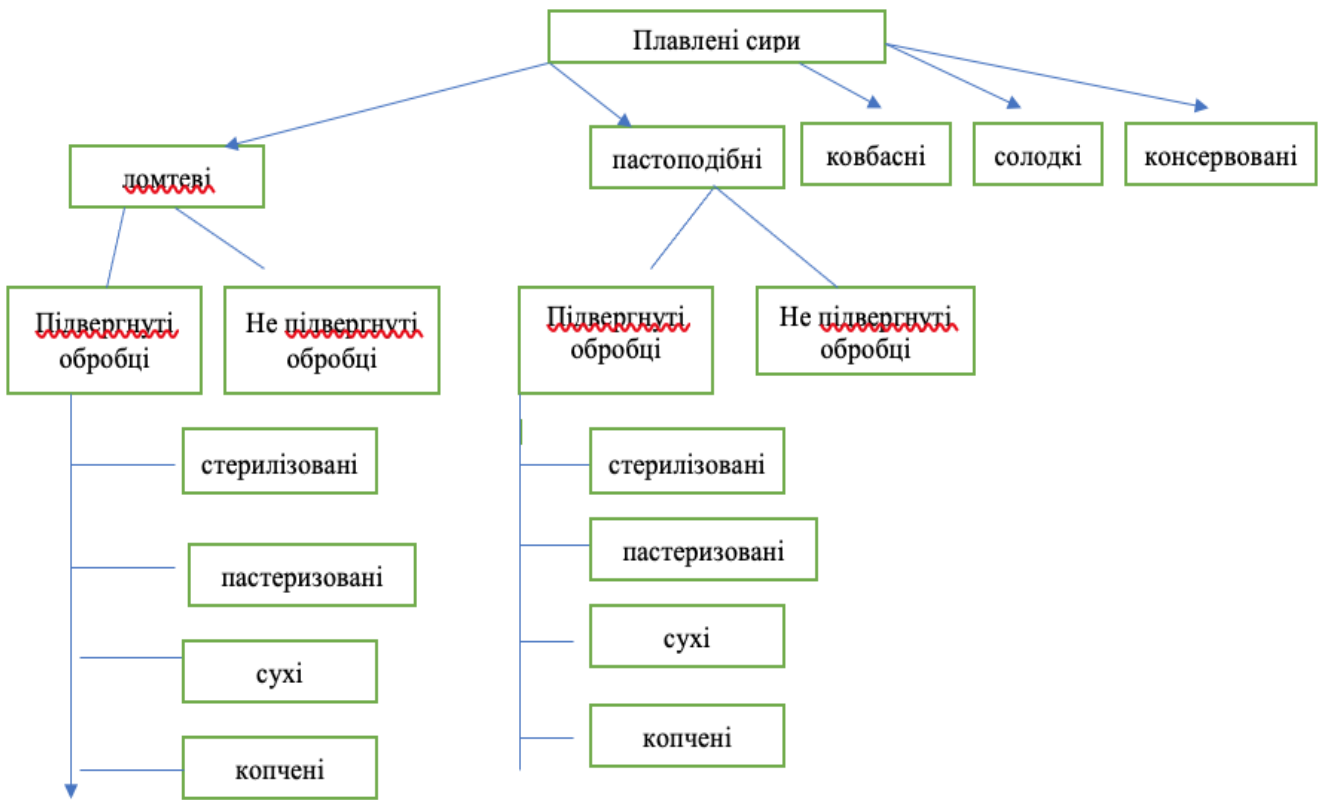 Плавлені сири
ломтеві
пастоподібні
ковбасні
солодкі
консервовані
Підвергнуті
обробці
Не підвергнуті
обробці
Підвергнуті
обробці
Не підвергнуті
обробці
стерилізовані
пастеризовані
сухі
копчені
стерилізовані
пастеризовані
сухі
копчені